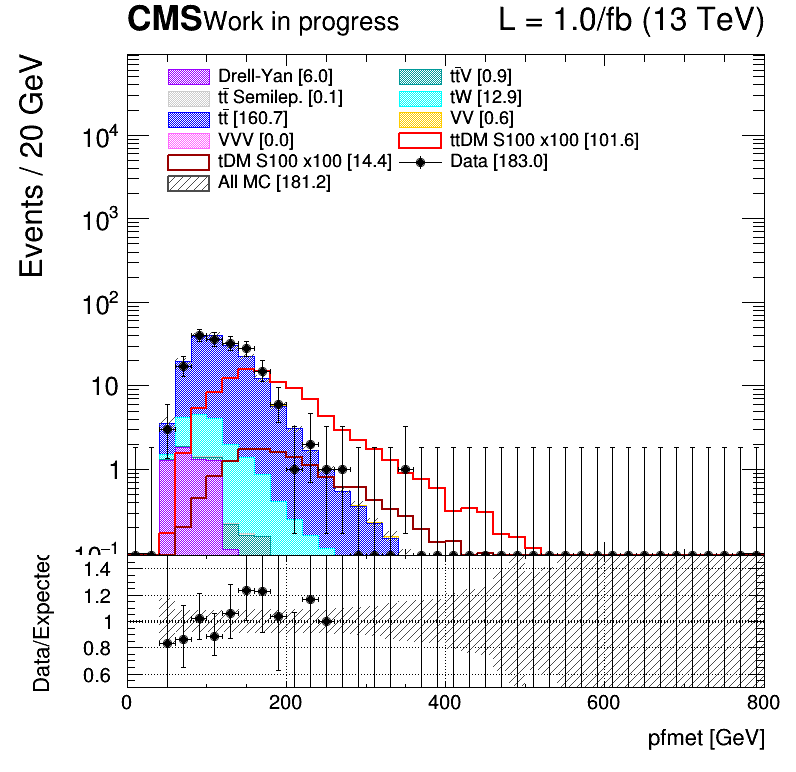 CMS Work in progress L = 1.0/fb (13 TeV)
Events / 20 GeV
Drell-Yan [6.0] tt̄V [0.9]
tt̄ Semilep. [0.1] tW [12.9]
tt̄ [160.7] VV [0.6]
VVV [0.0] ttDM S100 x100 [101.6]
tDM S100 x100 [14.4] Data [183.0]
All MC [181.2]
10⁴
10³
10²
10
1
10⁻¹
Data/Expected
1.4
1.2
1
0.8
0.6
0 200 400 600 800
pfmet [GeV]